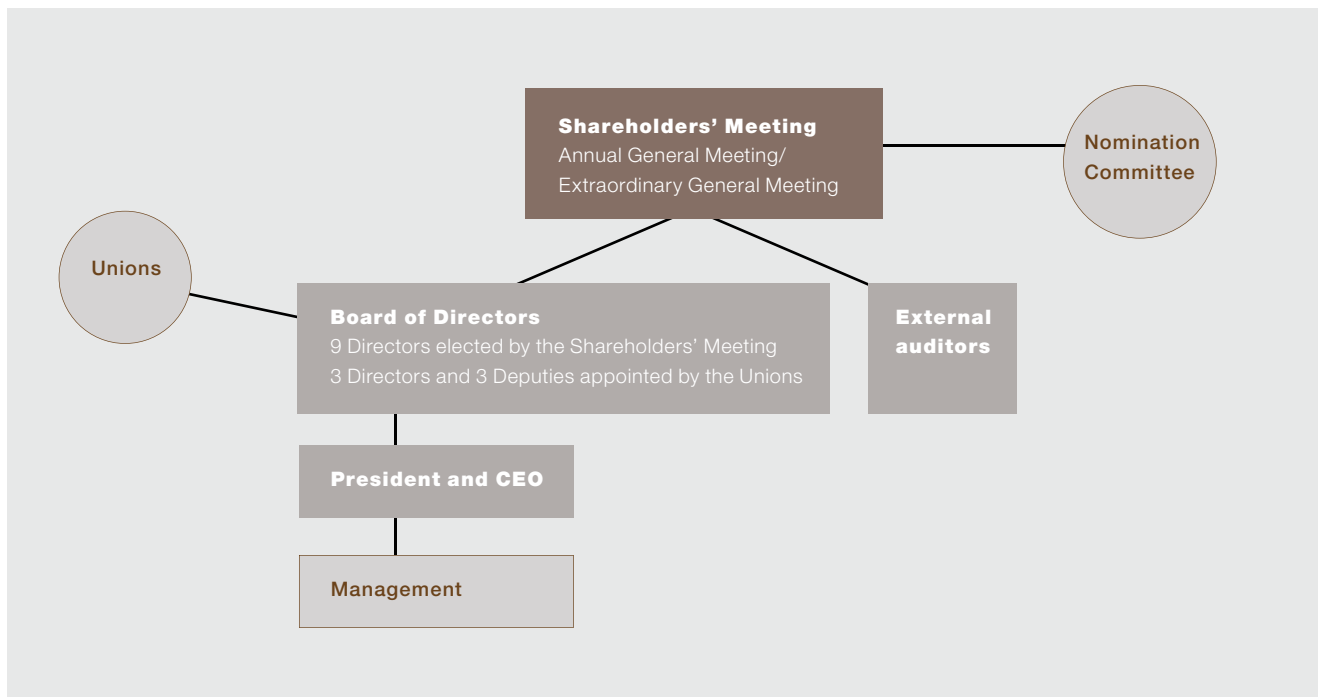 Shareholders’ Meeting
Annual General Meeting/
Extraordinary General Meeting
Nomination
Committee
Unions
Board of Directors
9 Directors elected by the Shareholders’ Meeting
3 Directors and 3 Deputies appointed by the Unions
External
auditors
President and CEO
Management